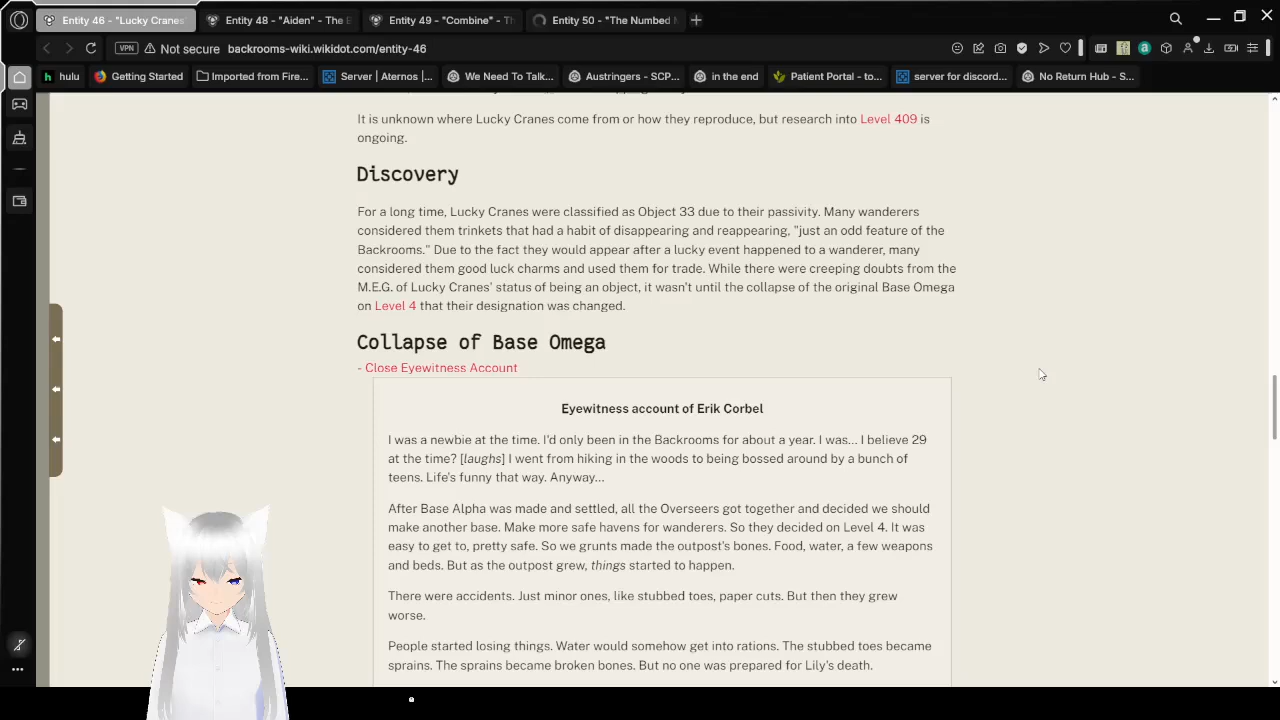 Entity 46 - "Lucky Cranes"
Entity 48 - "Aiden" - The B
Entity 49 - "Combine" - Th
Entity 50 - "The Numbed M
VPN
Not secure
backrooms-wiki.wikidot.com/entity-46
hulu
Getting Started
Imported from Fire...
Server | Aternos |...
We Need To Talk...
Austringers - SCP...
in the end
Patient Portal - to...
server for discord...
No Return Hub - S...
It is unknown where Lucky Cranes come from or how they reproduce, but research into Level 409 is
ongoing.
Discovery
For a long time, Lucky Cranes were classified as Object 33 due to their passivity. Many wanderers
considered them trinkets that had a habit of disappearing and reappearing, "just an odd feature of the
Backrooms." Due to the fact they would appear after a lucky event happened to a wanderer, many
considered them good luck charms and used them for trade. While there were creeping doubts from the
M.E.G. of Lucky Cranes' status of being an object, it wasn't until the collapse of the original Base Omega
on Level 4 that their designation was changed.
Collapse of Base Omega
- Close Eyewitness Account
Eyewitness account of Erik Corbel
I was a newbie at the time. I'd only been in the Backrooms for about a year. I was... I believe 29
at the time? [laughs] I went from hiking in the woods to being bossed around by a bunch of
teens. Life's funny that way. Anyway...
After Base Alpha was made and settled, all the Overseers got together and decided we should
make another base. Make more safe havens for wanderers. So they decided on Level 4. It was
easy to get to, pretty safe. So we grunts made the outpost's bones. Food, water, a few weapons
and beds. But as the outpost grew, things started to happen.
There were accidents. Just minor ones, like stubbed toes, paper cuts. But then they grew
worse.
People started losing things. Water would somehow get into rations. The stubbed toes became
sprains. The sprains became broken bones. But no one was prepared for Lily's death.